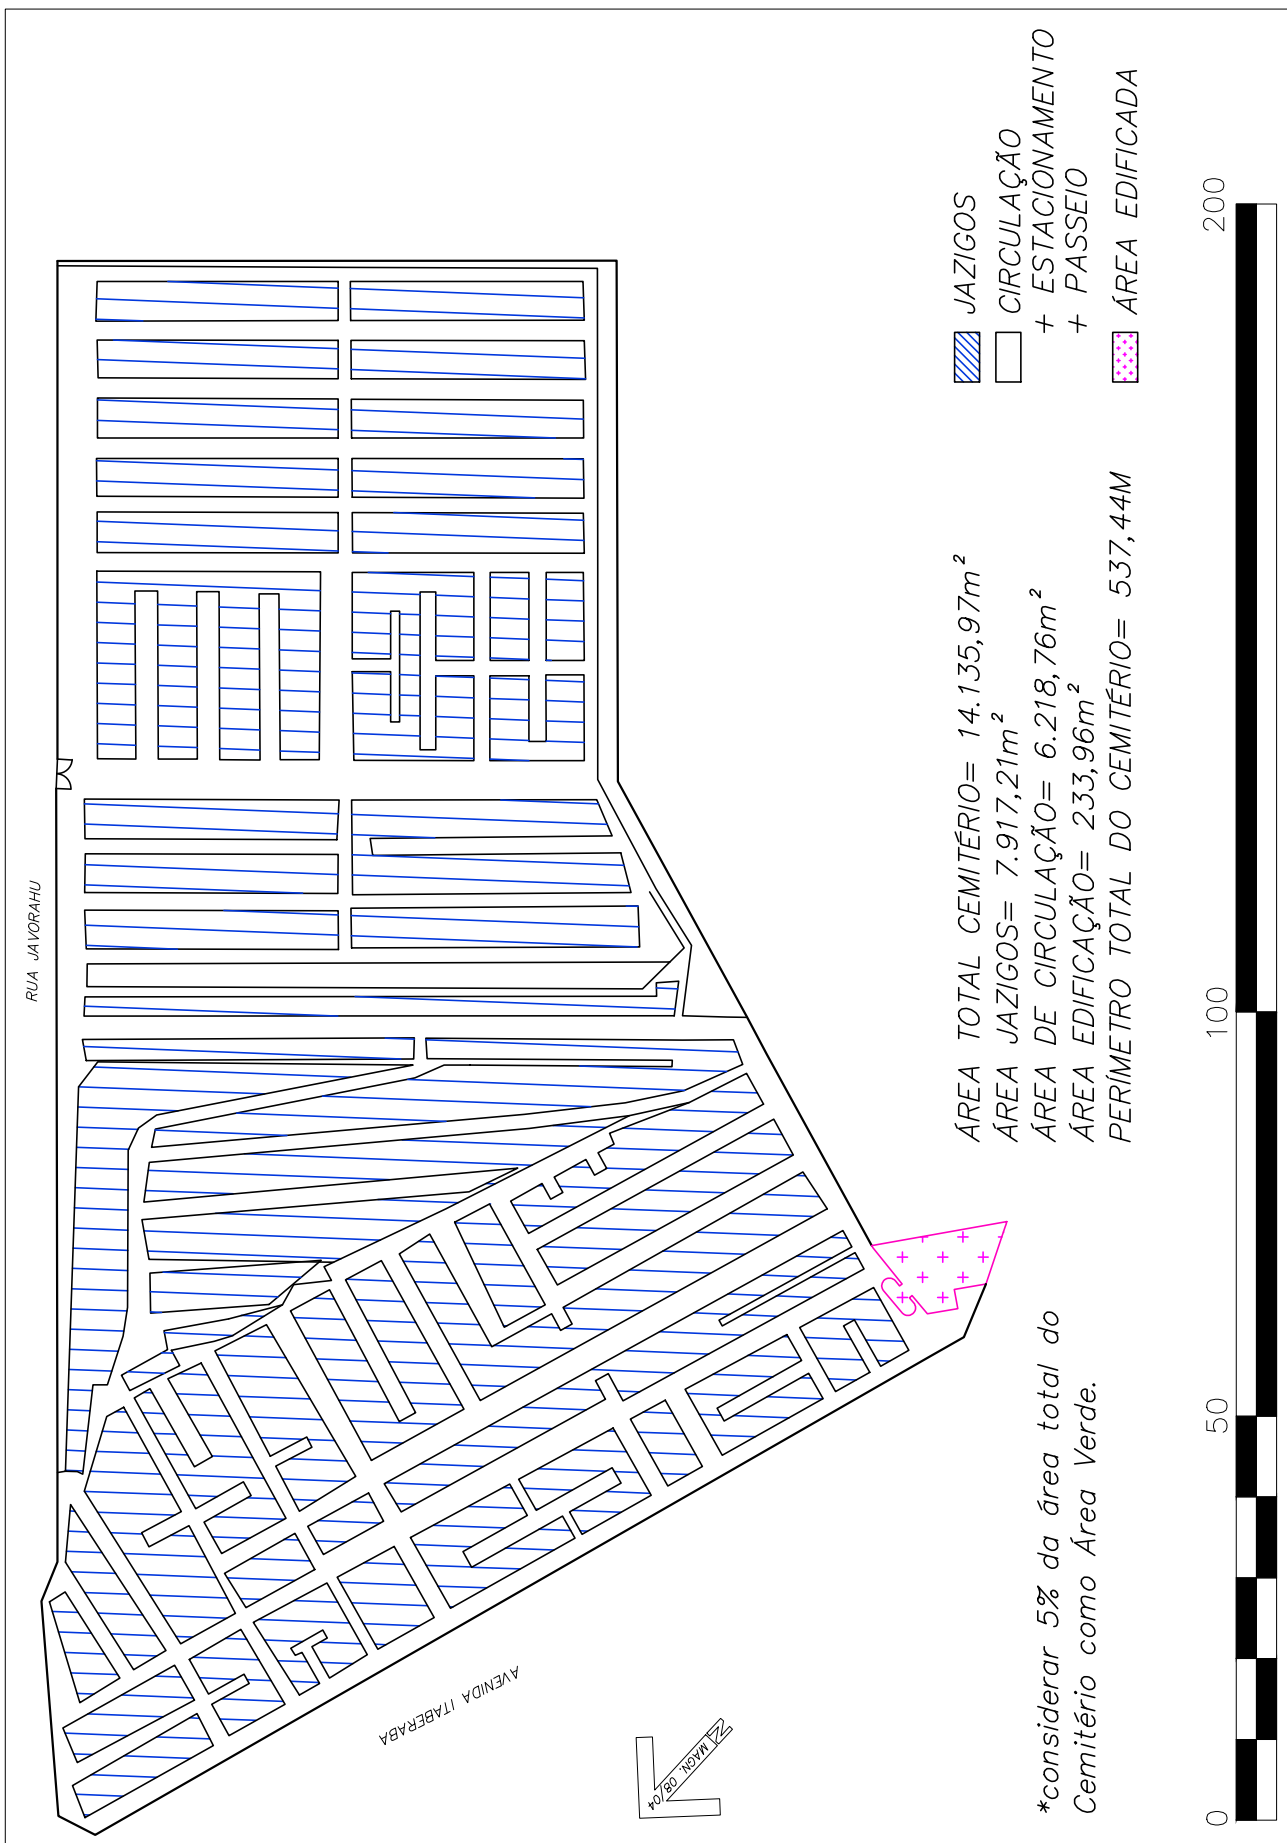 RUA JAVORAHU
JAZIGOS
CIRCULAÇÃO
+ ESTACIONAMENTO
+ PASSEIO
ÁREA EDIFICADA
ÁREA TOTAL CEMITÉRIO= 14.135,97m²
ÁREA JAZIGOS= 7.917,21m²
ÁREA DE CIRCULAÇÃO= 6.218,76m²
ÁREA EDIFICAÇÃO= 233,96m²
PERÍMETRO TOTAL DO CEMITÉRIO= 537,44M
*considerar 5% da área total do
Cemitério como Área Verde.
AVENIDA ITABERABA
N MAGN. 08/04
0 50 100 200